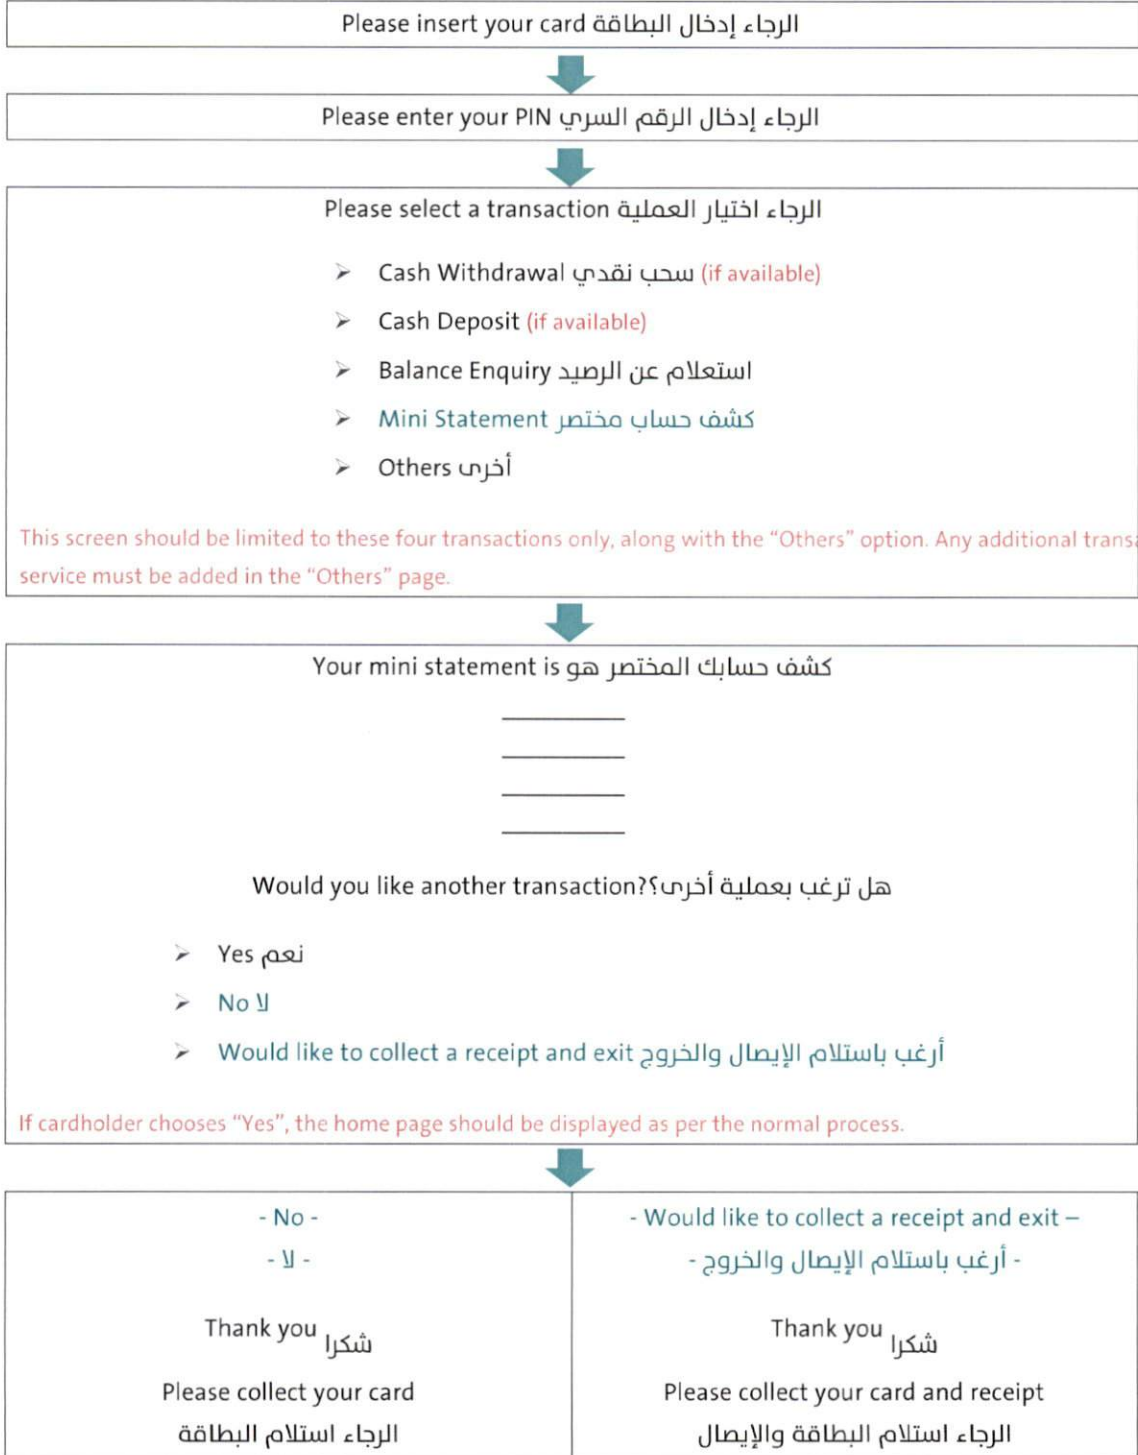 Please insert your card الرجاء إدخال البطاقة
Please enter your PIN الرجاء إدخال الرقم السري
Please select a transaction الرجاء اختيار العملية
➢ Cash Withdrawal سحب نقدي (if available)
➢ Cash Deposit (if available)
➢ Balance Enquiry استعلام عن الرصيد
➢ Mini Statement كشف حساب مختصر
➢ Others أخرى
This screen should be limited to these four transactions only, along with the “Others” option. Any additional
service must be added in the “Others” page.
Your mini statement is كشف حسابك المختصر هو
Would you like another transaction?هل ترغب بعملية أخرى؟
➢ Yes نعم
➢ No لا
➢ Would like to collect a receipt and exit أرغب باستلام الإيصال والخروج
If cardholder chooses “Yes”, the home page should be displayed as per the normal process.
- No -
- لا -
Thank you شكرا
Please collect your card
الرجاء استلام البطاقة
- Would like to collect a receipt and exit –
- أرغب باستلام الإيصال والخروج -
Thank you شكرا
Please collect your card and receipt
الرجاء استلام البطاقة والإيصال